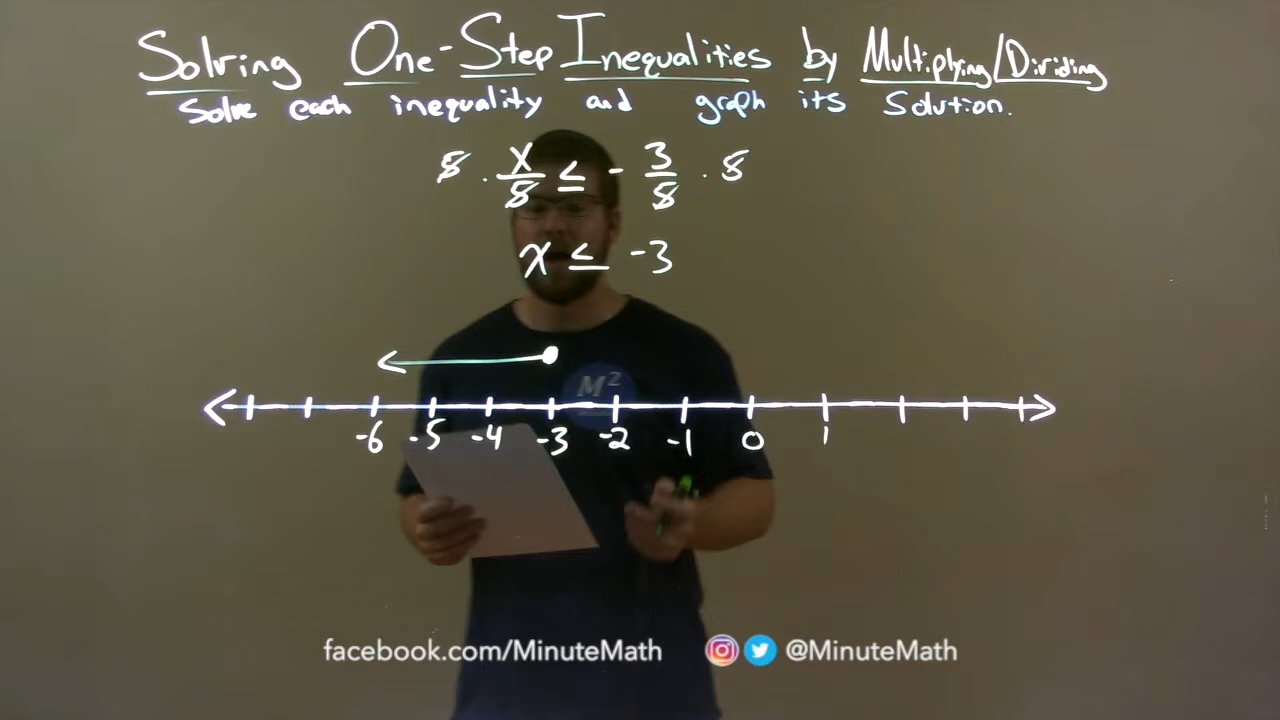 Solving One-Step Inequalities by Multiplying/Dividing
Solve each inequality and graph its Solution.
8 · x/8 ≤ - 3/8 · 8
x ≤ -3
M²
-6 -5 -4 -3 -2 -1 0 1
facebook.com/MinuteMath @MinuteMath